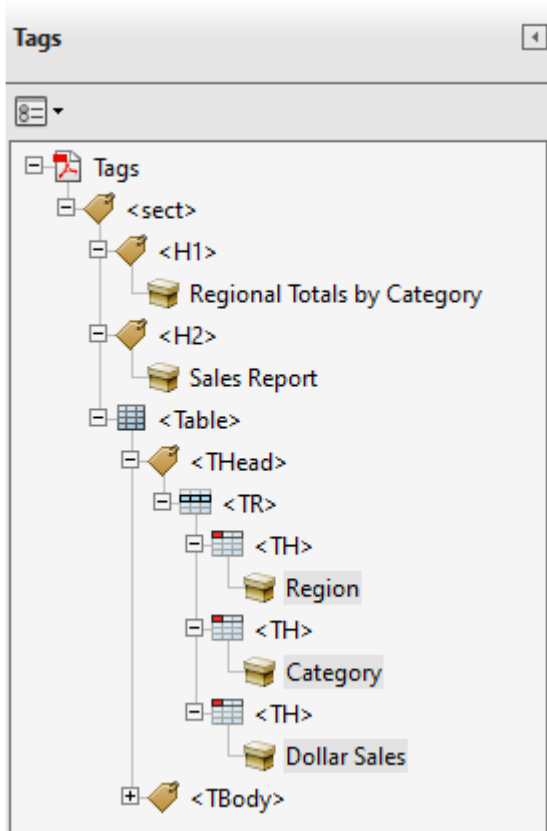 Tags
Tags
<sect>
<H1>
Regional Totals by Category
<H2>
Sales Report
<Table>
<THead>
<TR>
<TH>
Region
<TH>
Category
<TH>
Dollar Sales
<TBody>